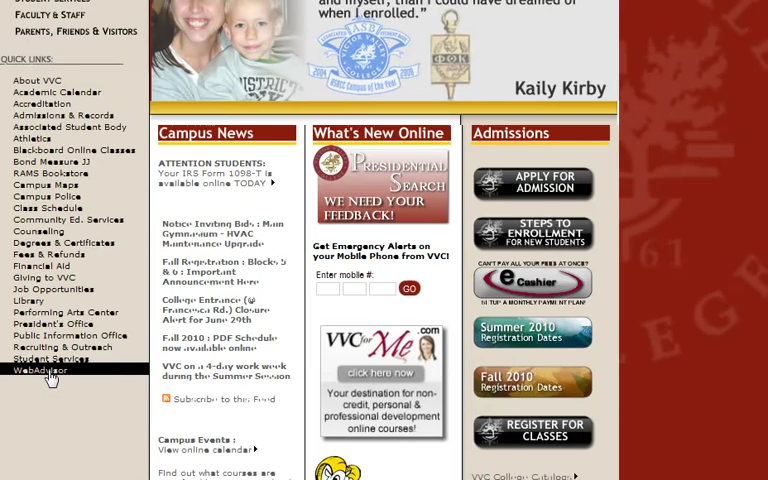 and myself, than I could have dreamed of
when I enrolled."
FACULTY & STAFF
PARENTS, FRIENDS & VISITORS
QUICK LINKS:
About VVC
Academic Calendar
Accreditation
Admissions & Records
Associated Student Body
Athletics
Blackboard Online Classes
Bond Measure JJ
RAMS Bookstore
Campus Maps
Campus Police
Class Schedule
Community Ed. Services
Counseling
Degrees & Certificates
Fees & Refunds
Financial Aid
Giving to VVC
Job Opportunities
Library
Performing Arts Center
President's Office
Public Information Office
Recruiting & Outreach
Student Services
WebAdvisor
VICTOR VALLEY
COLLEGE
Kaily Kirby
Campus News
ATTENTION STUDENTS:
Your IRS Form 1098-T is
available online TODAY
Notice Inviting Bids : Main
Gymnasium - HVAC
Maintenance Upgrade
Fall Registration : Blocks 5
& 6 : Important
Announcement Here
College Entrance (@
Francesca Rd.) Closure
Alert for June 29th
Fall 2010 : PDF Schedule
now available online
VVC on a 4-day work week
during the Summer Session
Subscribe to this Feed
Campus Events :
View online calendar
Find out what courses are
What's New Online
PRESIDENTIAL
SEARCH
WE NEED YOUR
FEEDBACK!
Get Emergency Alerts on
your Mobile Phone from VVC!
Enter mobile #:
GO
VVC for Me .com
click here now
Your destination for non-
credit, personal &
professional development
online courses!
Admissions
APPLY FOR
ADMISSION
STEPS TO
ENROLLMENT
FOR NEW STUDENTS
CAN'T PAY ALL YOUR FEES AT ONCE?
e Cashier
SET UP A MONTHLY PAYMENT PLAN!
Summer 2010
Registration Dates
Fall 2010
Registration Dates
REGISTER FOR
CLASSES
VVC College Catalogs
61